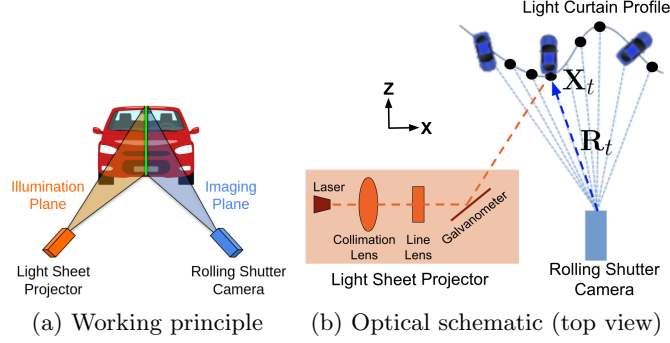 Light Curtain Profile
X_t
Z
X
R_t
Illumination
Plane
Imaging
Plane
Laser
Collimation
Lens
Line
Lens
Galvanometer
Light Sheet
Projector
Rolling Shutter
Camera
Light Sheet Projector
Rolling Shutter
Camera
(a) Working principle
(b) Optical schematic (top view)